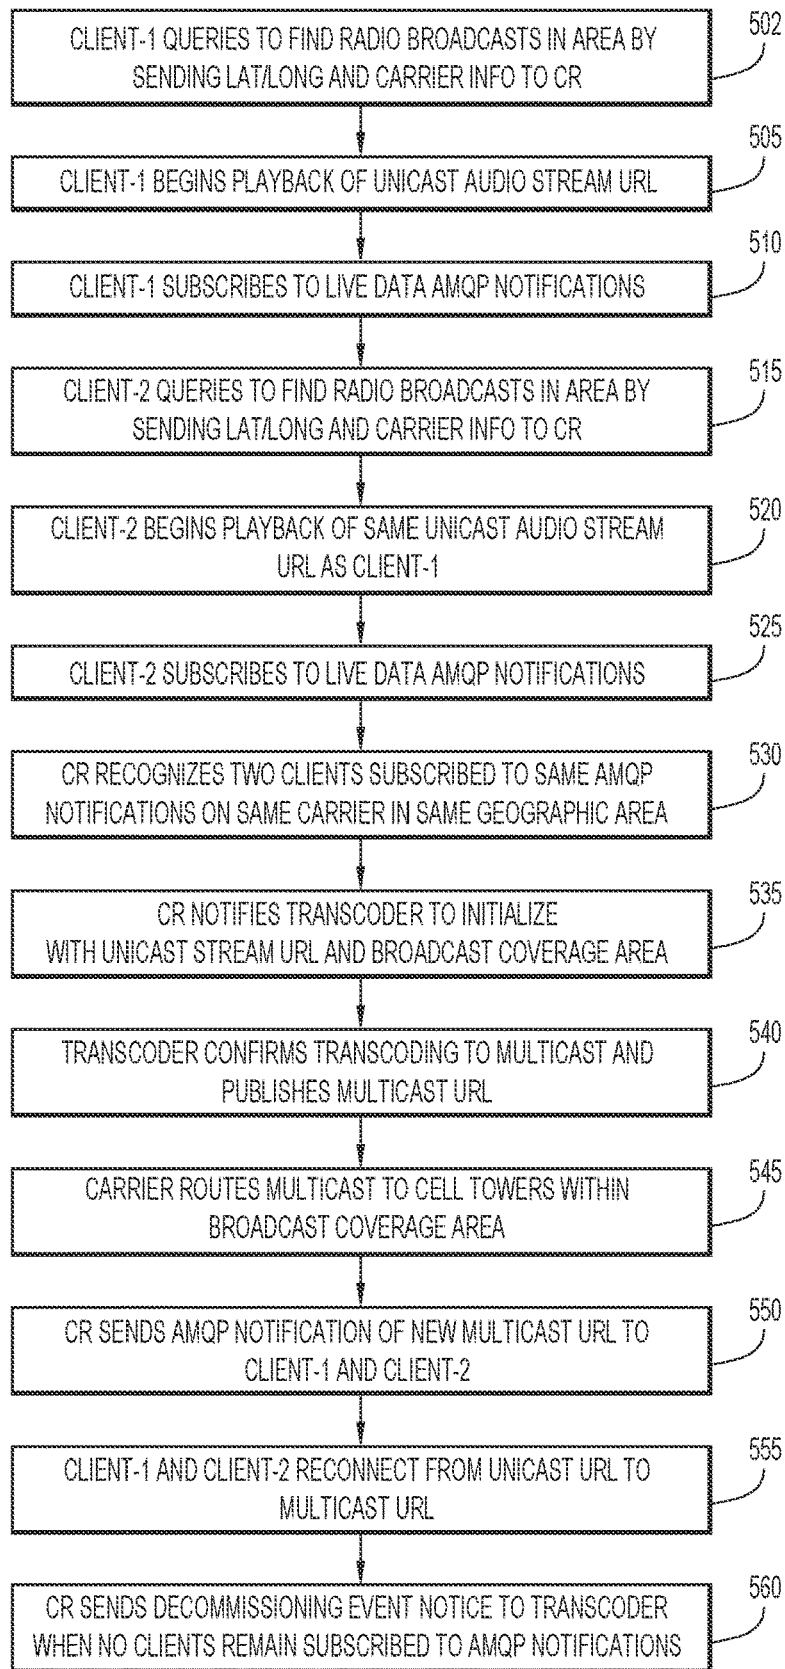 CLIENT-1 QUERIES TO FIND RADIO BROADCASTS IN AREA BY
SENDING LAT/LONG AND CARRIER INFO TO CR
502
CLIENT-1 BEGINS PLAYBACK OF UNICAST AUDIO STREAM URL
505
CLIENT-1 SUBSCRIBES TO LIVE DATA AMQP NOTIFICATIONS
510
CLIENT-2 QUERIES TO FIND RADIO BROADCASTS IN AREA BY
SENDING LAT/LONG AND CARRIER INFO TO CR
515
CLIENT-2 BEGINS PLAYBACK OF SAME UNICAST AUDIO STREAM
URL AS CLIENT-1
520
CLIENT-2 SUBSCRIBES TO LIVE DATA AMQP NOTIFICATIONS
525
CR RECOGNIZES TWO CLIENTS SUBSCRIBED TO SAME AMQP
NOTIFICATIONS ON SAME CARRIER IN SAME GEOGRAPHIC AREA
530
CR NOTIFIES TRANSCODER TO INITIALIZE
WITH UNICAST STREAM URL AND BROADCAST COVERAGE AREA
535
TRANSCODER CONFIRMS TRANSCODING TO MULTICAST AND
PUBLISHES MULTICAST URL
540
CARRIER ROUTES MULTICAST TO CELL TOWERS WITHIN
BROADCAST COVERAGE AREA
545
CR SENDS AMQP NOTIFICATION OF NEW MULTICAST URL TO
CLIENT-1 AND CLIENT-2
550
CLIENT-1 AND CLIENT-2 RECONNECT FROM UNICAST URL TO
MULTICAST URL
555
CR SENDS DECOMMISSIONING EVENT NOTICE TO TRANSCODER
WHEN NO CLIENTS REMAIN SUBSCRIBED TO AMQP NOTIFICATIONS
560